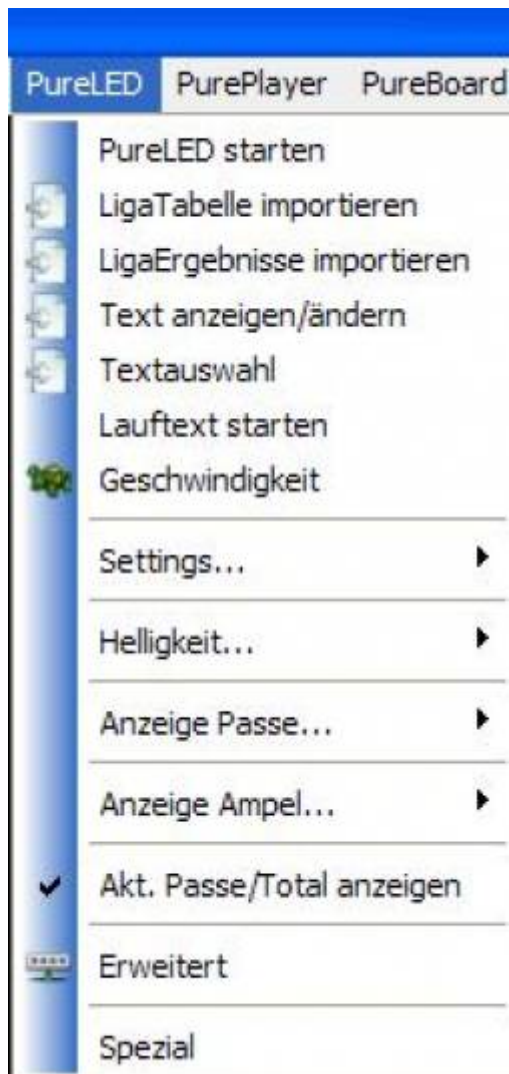 PureLED PurePlayer PureBoard
PureLED starten
LigaTabelle importieren
LigaErgebnisse importieren
Text anzeigen/ändern
Textauswahl
Lauftext starten
Geschwindigkeit
Settings...
Helligkeit...
Anzeige Passe...
Anzeige Ampel...
Akt. Passe/Total anzeigen
Erweitert
Spezial